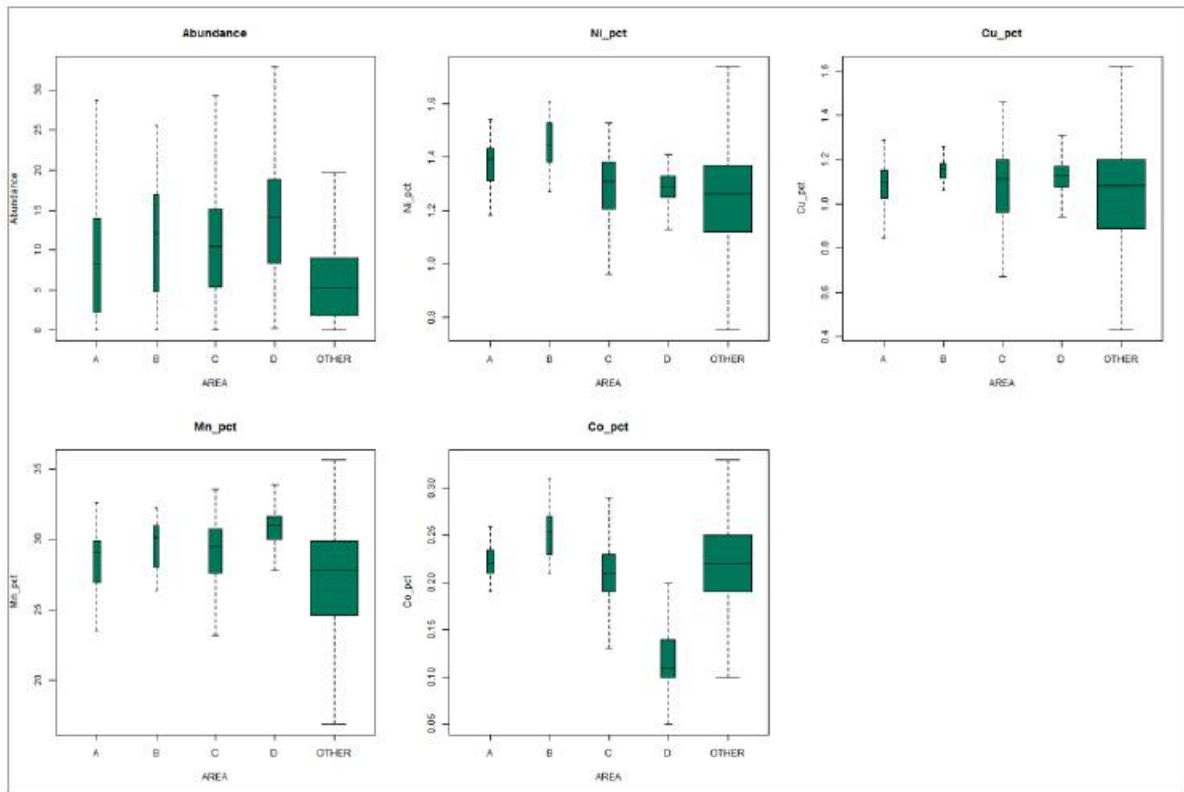 Abundance
Abundance
30
25
20
15
10
5
0
A B C D OTHER
AREA
Ni_pct
Ni_pct
1.6
1.4
1.2
1.0
0.8
A B C D OTHER
AREA
Cu_pct
Cu_pct
1.6
1.4
1.2
1.0
0.8
0.6
0.4
A B C D OTHER
AREA
Mn_pct
Mn_pct
35
30
25
20
A B C D OTHER
AREA
Co_pct
Co_pct
0.30
0.25
0.20
0.15
0.10
0.05
A B C D OTHER
AREA